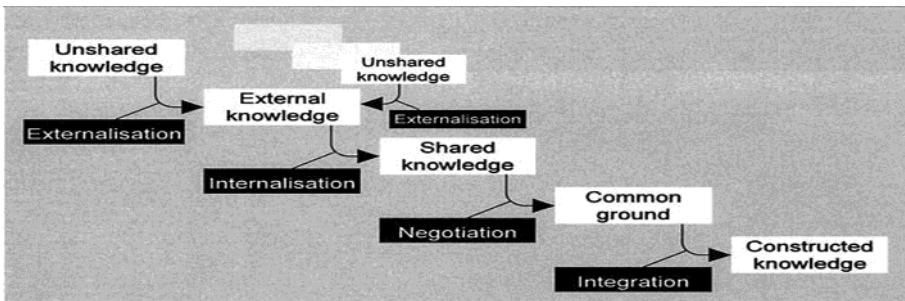 Unshared
knowledge
Unshared
knowledge
External
knowledge
Externalisation
Externalisation
Shared
knowledge
Internalisation
Common
ground
Negotiation
Constructed
knowledge
Integration